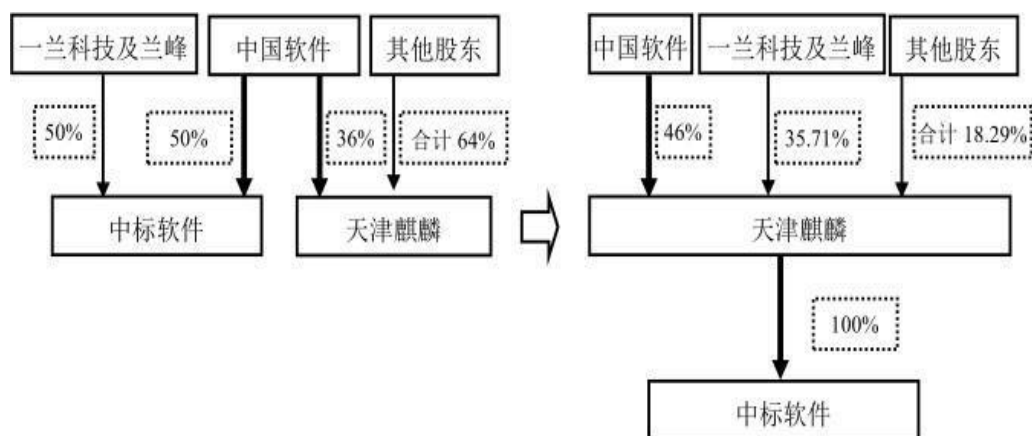 一兰科技及兰峰
中国软件
其他股东
50%
50%
36%
合计 64%
中标软件
天津麒麟
中国软件
一兰科技及兰峰
其他股东
46%
35.71%
合计 18.29%
天津麒麟
100%
中标软件